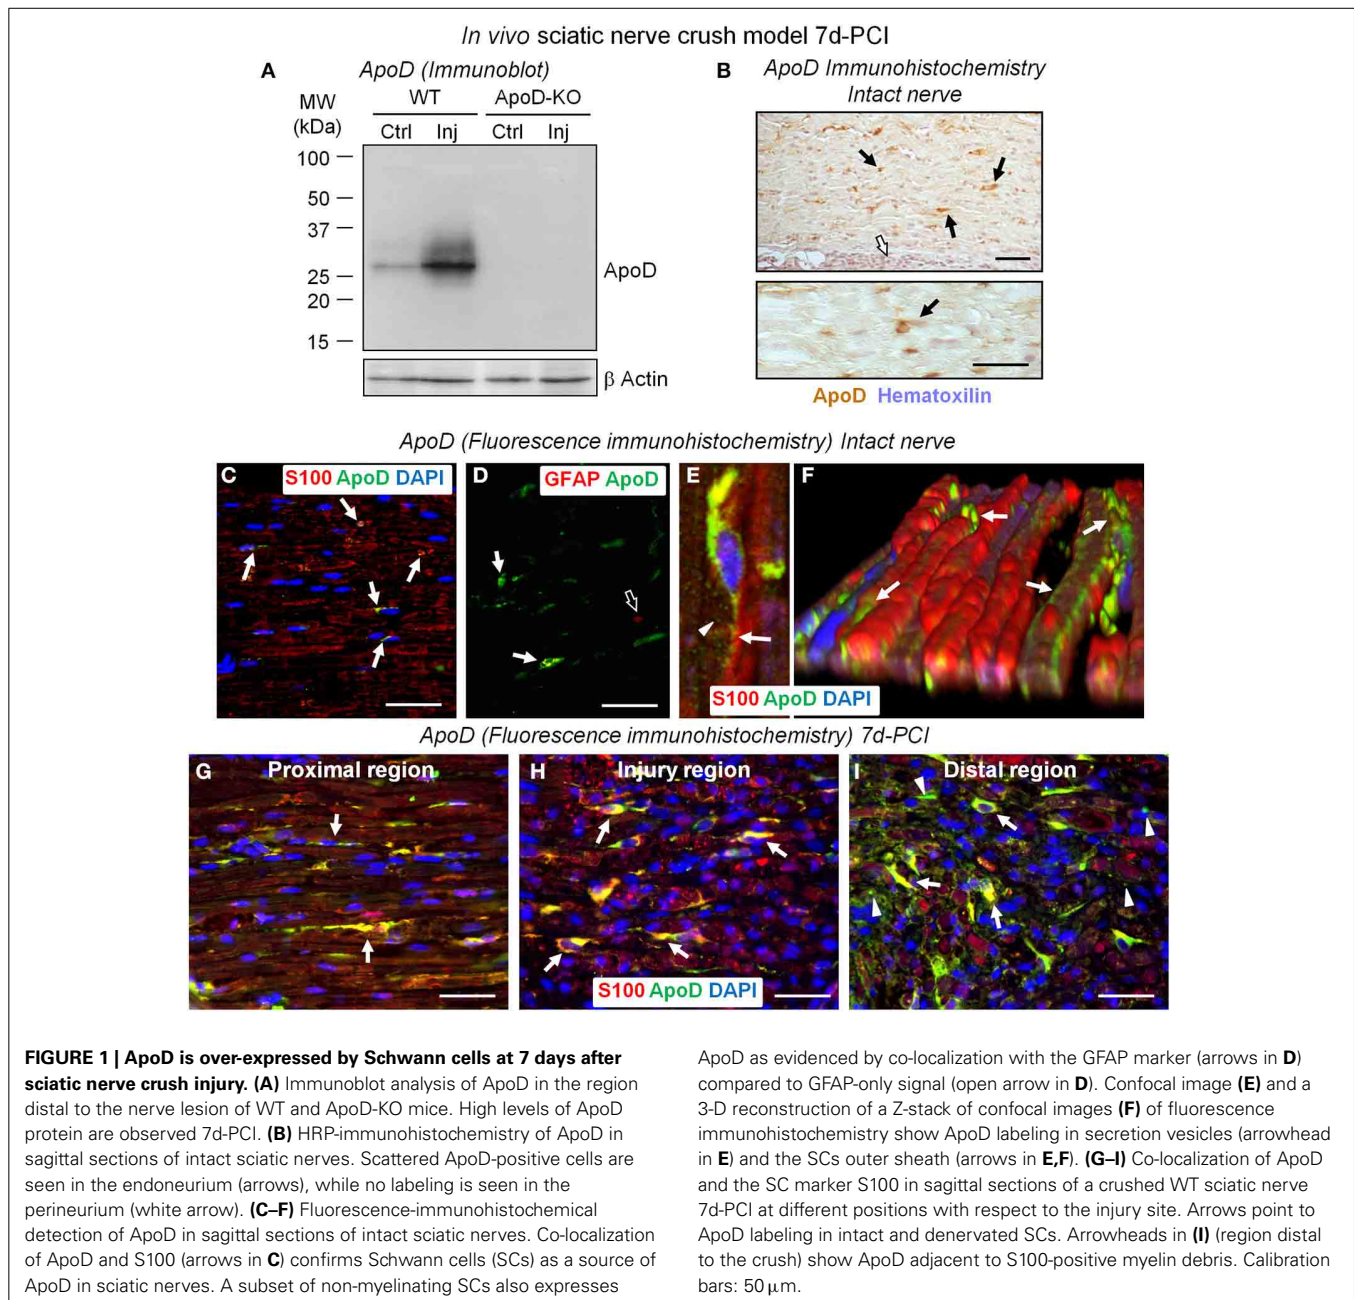 In vivo sciatic nerve crush model 7d-PCI
A
ApoD (Immunoblot)
WT ApoD-KO
MW
(kDa)
Ctrl Inj Ctrl Inj
100
50
37
25
20
15
ApoD
β Actin
B
ApoD Immunohistochemistry
Intact nerve
ApoD Hematoxilin
ApoD (Fluorescence immunohistochemistry) Intact nerve
C
S100 ApoD DAPI
D
GFAP ApoD
E
F
S100 ApoD DAPI
ApoD (Fluorescence immunohistochemistry) 7d-PCI
G Proximal region
H Injury region
I Distal region
S100 ApoD DAPI
FIGURE 1 | ApoD is over-expressed by Schwann cells at 7 days after
sciatic nerve crush injury. (A) Immunoblot analysis of ApoD in the region
distal to the nerve lesion of WT and ApoD-KO mice. High levels of ApoD
protein are observed 7d-PCI. (B) HRP-immunohistochemistry of ApoD in
sagittal sections of intact sciatic nerves. Scattered ApoD-positive cells are
seen in the endoneurium (arrows), while no labeling is seen in the
perineurium (white arrow). (C–F) Fluorescence-immunohistochemical
detection of ApoD in sagittal sections of intact sciatic nerves. Co-localization
of ApoD and S100 (arrows in C) confirms Schwann cells (SCs) as a source of
ApoD in sciatic nerves. A subset of non-myelinating SCs also expresses
ApoD as evidenced by co-localization with the GFAP marker (arrows in D)
compared to GFAP-only signal (open arrow in D). Confocal image (E) and a
3-D reconstruction of a Z-stack of confocal images (F) of fluorescence
immunohistochemistry show ApoD labeling in secretion vesicles (arrowhead
in E) and the SCs outer sheath (arrows in E,F). (G–I) Co-localization of ApoD
and the SC marker S100 in sagittal sections of a crushed WT sciatic nerve
7d-PCI at different positions with respect to the injury site. Arrows point to
ApoD labeling in intact and denervated SCs. Arrowheads in (I) (region distal
to the crush) show ApoD adjacent to S100-positive myelin debris. Calibration
bars: 50 μm.